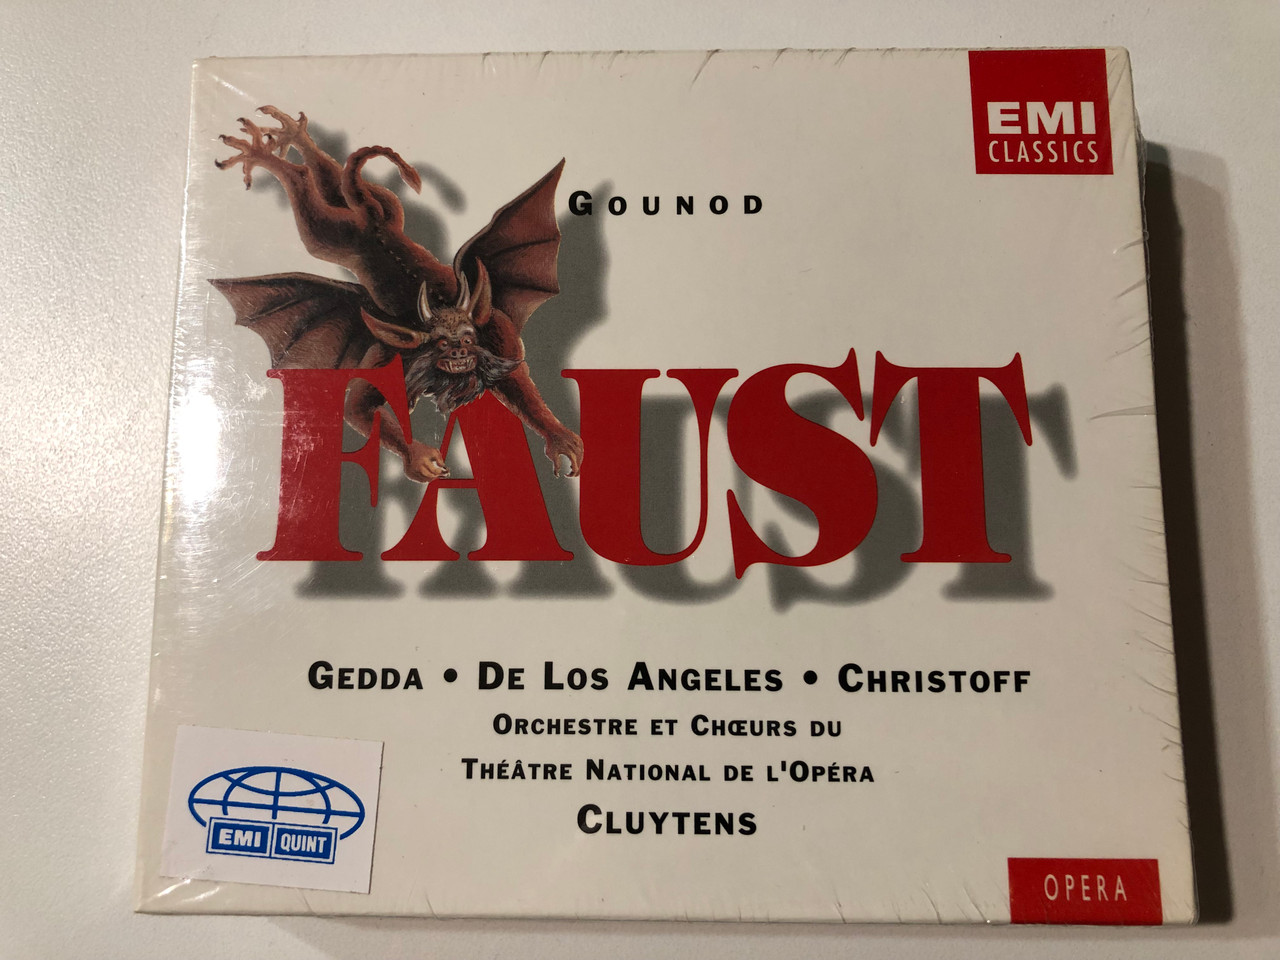 EMI
CLASSICS
GOUNOD
FAUST
GEDDA • DE LOS ANGELES • CHRISTOFF
ORCHESTRE ET CHŒURS DU
THÉÂTRE NATIONAL DE L'OPÉRA
CLUYTENS
EMI QUINT
OPERA